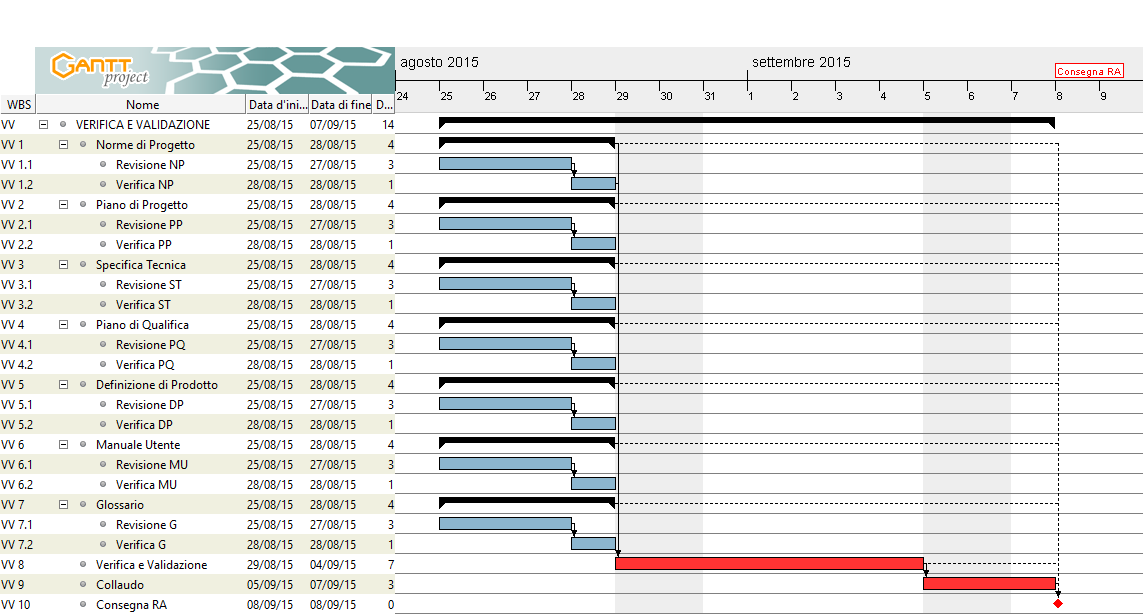 GANTT project
agosto 2015 settembre 2015
Consegna RA
24 25 26 27 28 29 30 31 1 2 3 4 5 6 7 8 9
WBS Nome Data d'ini... Data di fine D...
VV VERIFICA E VALIDAZIONE 25/08/15 07/09/15 14
VV 1 Norme di Progetto 25/08/15 28/08/15 4
VV 1.1 Revisione NP 25/08/15 27/08/15 3
VV 1.2 Verifica NP 28/08/15 28/08/15 1
VV 2 Piano di Progetto 25/08/15 28/08/15 4
VV 2.1 Revisione PP 25/08/15 27/08/15 3
VV 2.2 Verifica PP 28/08/15 28/08/15 1
VV 3 Specifica Tecnica 25/08/15 28/08/15 4
VV 3.1 Revisione ST 25/08/15 27/08/15 3
VV 3.2 Verifica ST 28/08/15 28/08/15 1
VV 4 Piano di Qualifica 25/08/15 28/08/15 4
VV 4.1 Revisione PQ 25/08/15 27/08/15 3
VV 4.2 Verifica PQ 28/08/15 28/08/15 1
VV 5 Definizione di Prodotto 25/08/15 28/08/15 4
VV 5.1 Revisione DP 25/08/15 27/08/15 3
VV 5.2 Verifica DP 28/08/15 28/08/15 1
VV 6 Manuale Utente 25/08/15 28/08/15 4
VV 6.1 Revisione MU 25/08/15 27/08/15 3
VV 6.2 Verifica MU 28/08/15 28/08/15 1
VV 7 Glossario 25/08/15 28/08/15 4
VV 7.1 Revisione G 25/08/15 27/08/15 3
VV 7.2 Verifica G 28/08/15 28/08/15 1
VV 8 Verifica e Validazione 29/08/15 04/09/15 7
VV 9 Collaudo 05/09/15 07/09/15 3
VV 10 Consegna RA 08/09/15 08/09/15 0